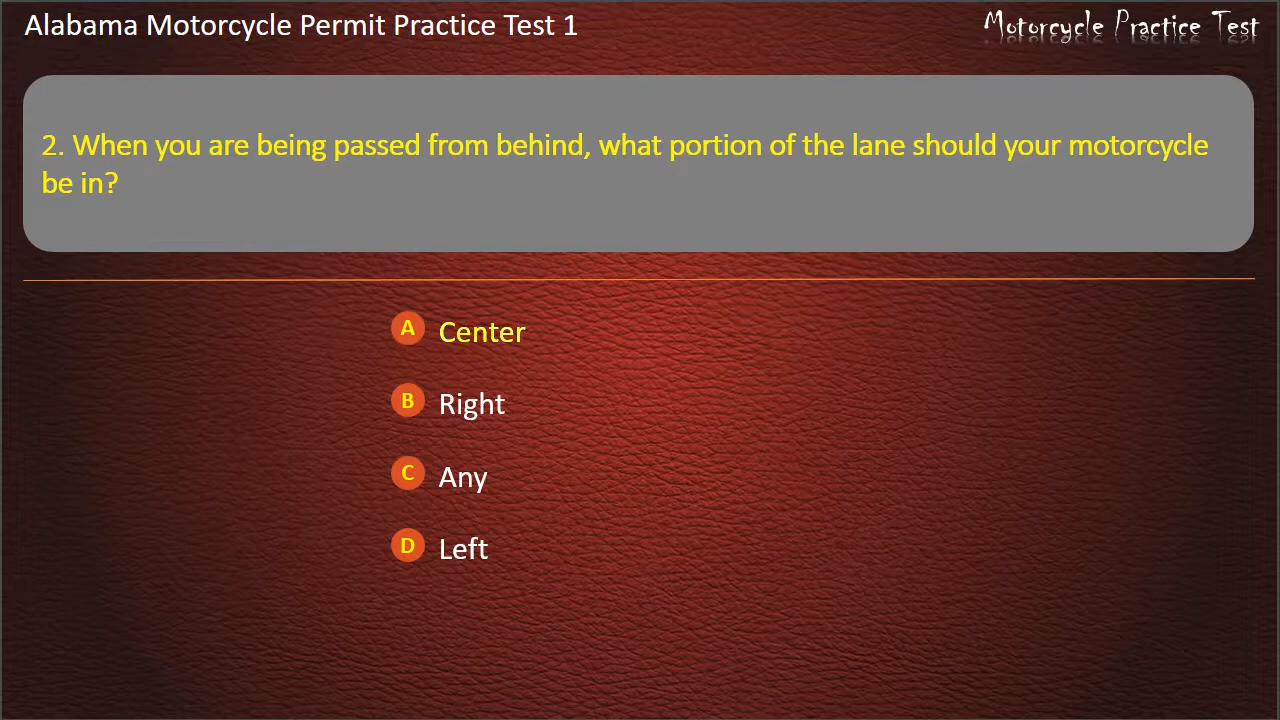 Alabama Motorcycle Permit Practice Test 1
Motorcycle Practice Test
2. When you are being passed from behind, what portion of the lane should your motorcycle
be in?
A Center
B Right
C Any
D Left